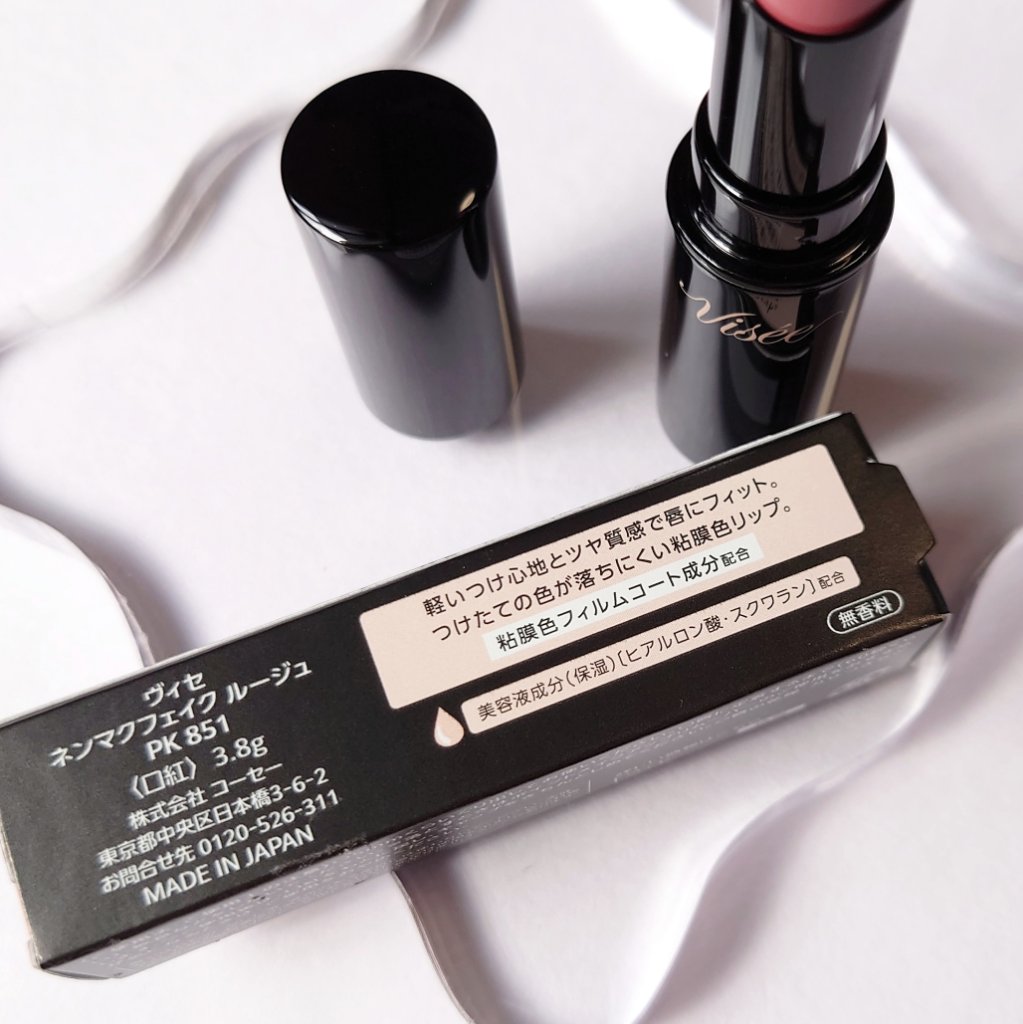 Visée
軽いつけ心地とツヤ質感で唇にフィット。
つけたての色が落ちにくい粘膜色リップ。
粘膜色フィルムコート成分配合
美容液成分(保湿)[ヒアルロン酸・スクワラン]配合
無香料
ヴィセ
ネンマクフェイク ルージュ
PK 851
〈口紅〉 3.8g
株式会社 コーセー
東京都中央区日本橋3-6-2
お問合せ先 0120-526-311
MADE IN JAPAN